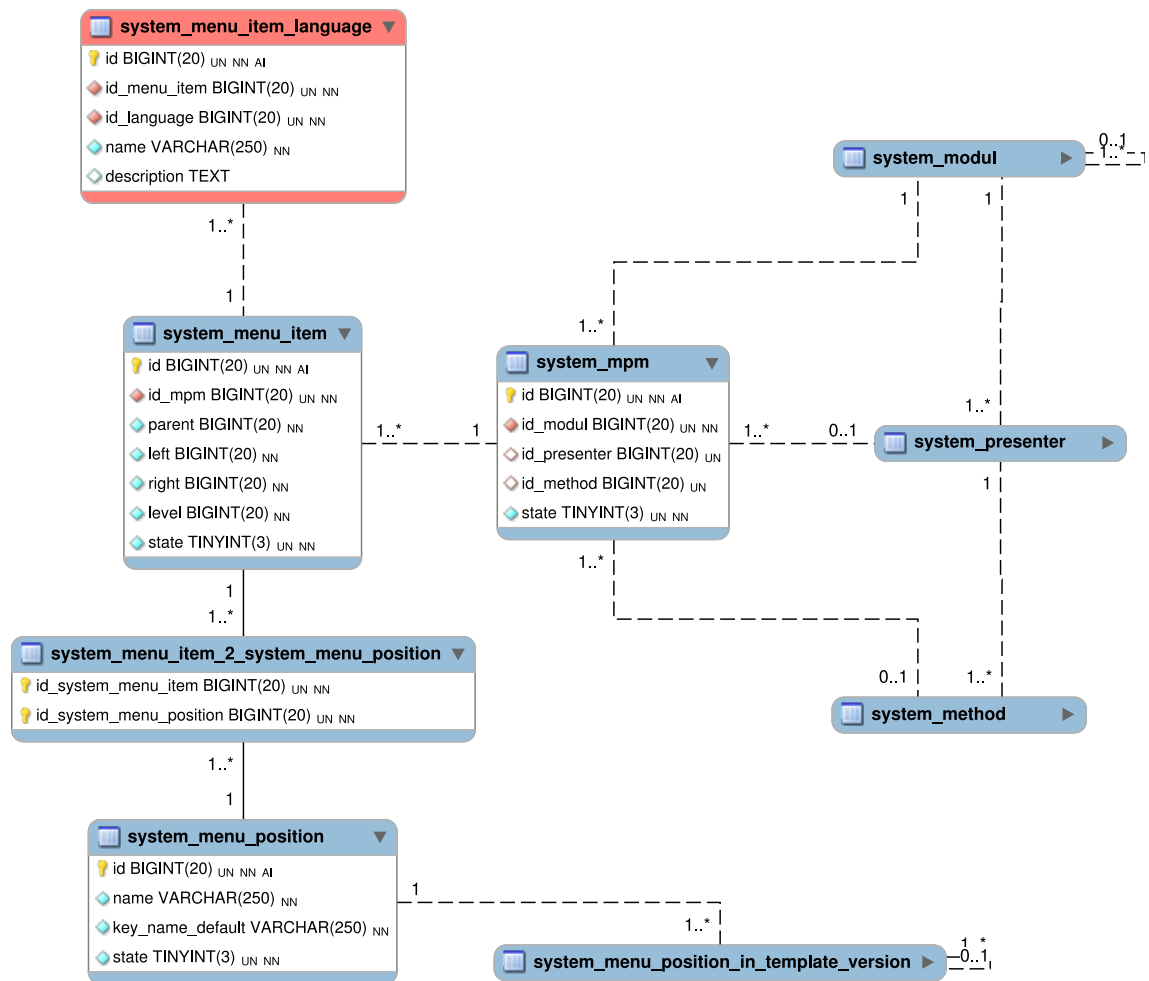 system_menu_item_language
id BIGINT(20) UN NN AI
id_menu_item BIGINT(20) UN NN
id_language BIGINT(20) UN NN
name VARCHAR(250) NN
description TEXT
1..*
1
system_menu_item
id BIGINT(20) UN NN AI
id_mpm BIGINT(20) UN NN
parent BIGINT(20) NN
left BIGINT(20) NN
right BIGINT(20) NN
level BIGINT(20) NN
state TINYINT(3) UN NN
1..*
1
system_mpm
id BIGINT(20) UN NN AI
id_modul BIGINT(20) UN NN
id_presenter BIGINT(20) UN
id_method BIGINT(20) UN
state TINYINT(3) UN NN
1..*
1
system_modul
0..1
1..*
1
1..*
system_presenter
1..*
0..1
1
1..*
system_method
1..*
0..1
1
1..*
system_menu_item_2_system_menu_position
id_system_menu_item BIGINT(20) UN NN
id_system_menu_position BIGINT(20) UN NN
1..*
1
system_menu_position
id BIGINT(20) UN NN AI
name VARCHAR(250) NN
key_name_default VARCHAR(250) NN
state TINYINT(3) UN NN
1
1..*
system_menu_position_in_template_version
1..*
0..1